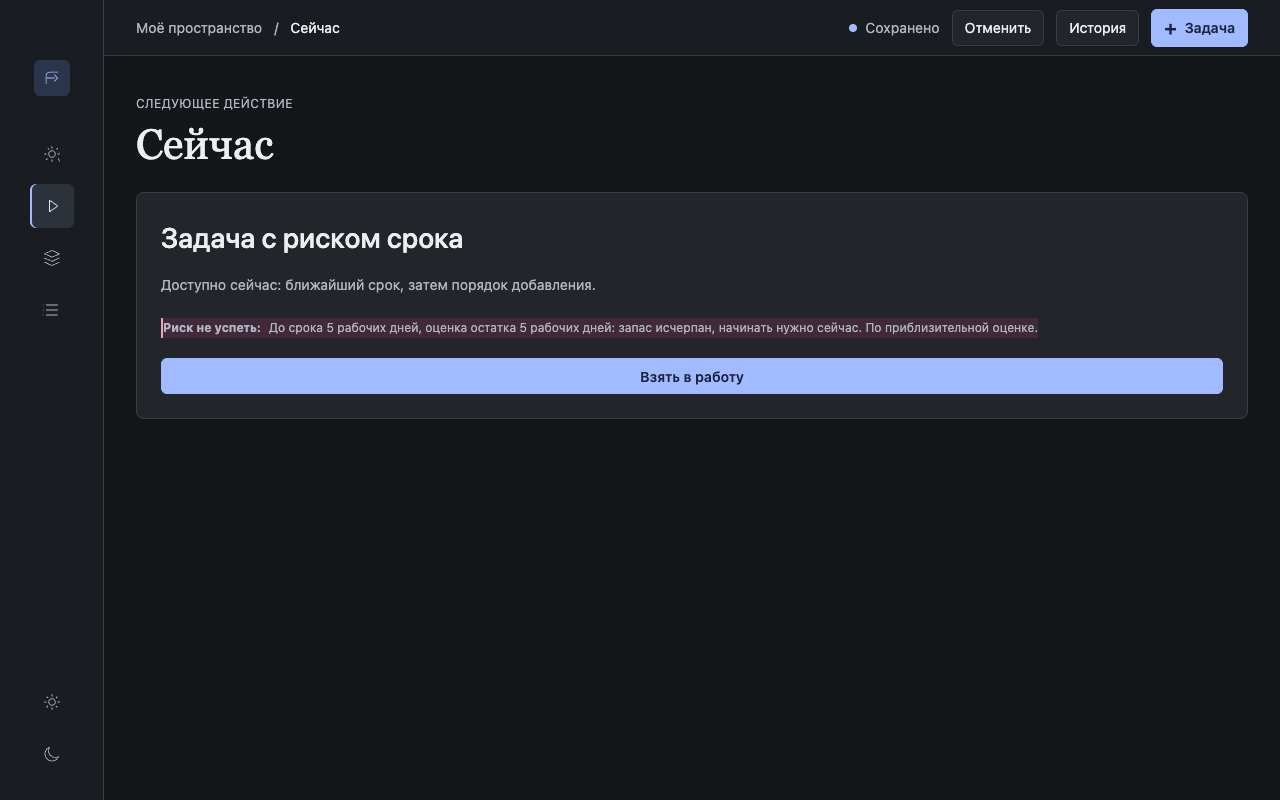 Моё пространство / Сейчас
Сохранено
Отменить
История
+ Задача
СЛЕДУЮЩЕЕ ДЕЙСТВИЕ
Сейчас
Задача с риском срока
Доступно сейчас: ближайший срок, затем порядок добавления.
Риск не успеть: До срока 5 рабочих дней, оценка остатка 5 рабочих дней: запас исчерпан, начинать нужно сейчас. По приблизительной оценке.
Взять в работу